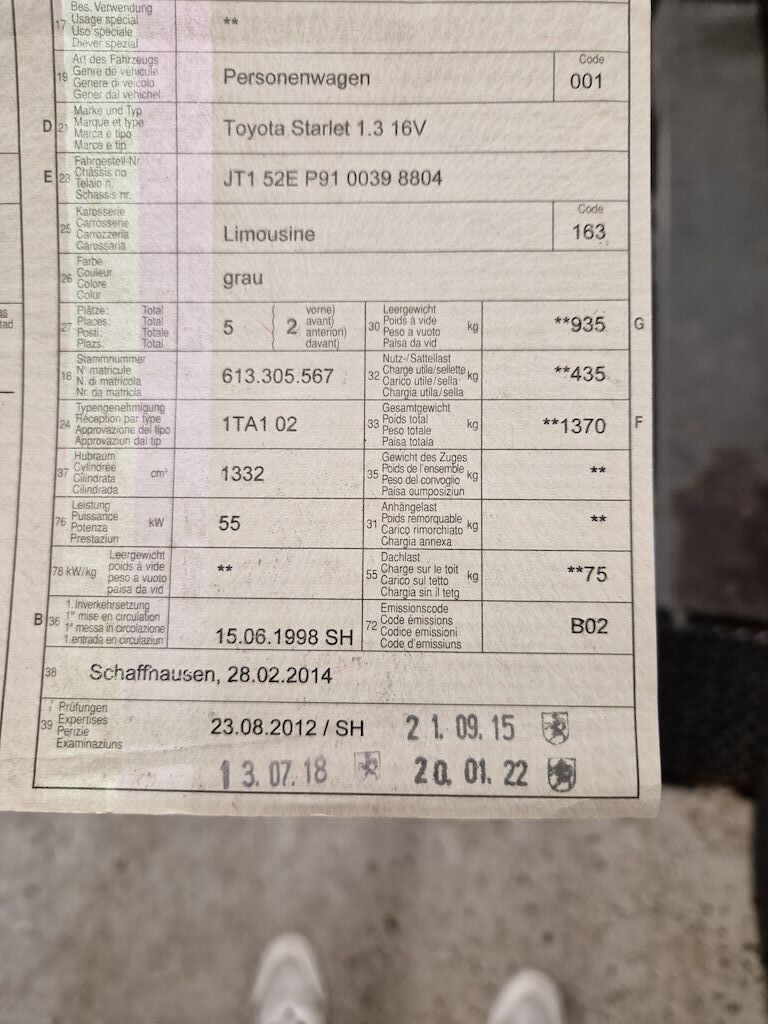 Bes. Verwendung
17 Usage spécial **
Uso speciale
Diever spezial
Art des Fahrzeugs Code
19 Genre de véhicule Personenwagen 001
Genere di veicolo
Gener dal vehichel
Marke und Typ
D 21 Marque et type Toyota Starlet 1.3 16V
Marca e tipo
Marca e tip
Fahrgestell-Nr.
E 23 Châssis no JT1 52E P91 0039 8804
Telaio n.
Schassis nr.
Karosserie Code
25 Carrosserie Limousine 163
Carrozzeria
Carossaria
Farbe
26 Couleur grau
Colore
Colur
Plätze: Total vorne) Leergewicht
27 Places: Total 5 ( 2 avant) 30 Poids à vide kg **935 G
Posti: Totale anteriori) Peso a vuoto
Plazs: Total davant) Paisa da vid
Stammnummer Nutz-/Sattellast
18 N° matricule 613.305.567 32 Charge utile/sellette kg **435
N. di matricola Carico utile/sella
Nr. da matricla Chargia utila/sella
Typengenehmigung Gesamtgewicht
24 Réception par type 1TA1 02 33 Poids total kg **1370 F
Approvazione del tipo Peso totale
Approvaziun dal tip Paisa totala
Hubraum Gewicht des Zuges
37 Cylindrée cm³ 1332 35 Poids de l'ensemble kg **
Cilindrata Peso del convoglio
Cilindrada Paisa cumposiziun
Leistung Anhängelast
76 Puissance kW 55 31 Poids remorquable kg **
Potenza Carico rimorchiato
Prestaziun Chargia annexa
Leergewicht Dachlast
78 kW/kg poids à vide ** 55 Charge sur le toit kg **75
peso a vuoto Carico sul tetto
paisa da vid Chargia sin il tetg
1. Inverkehrsetzung Emissionscode
B 36 1re mise en circulation 72 Code émissions B02
1a messa in circolazione 15.06.1998 SH Codice emissioni
1. entrada en circulaziun Code d'emissiuns
38 Schaffhausen, 28.02.2014
Prüfungen
39 Expertises 23.08.2012 / SH 21. 09. 15
Perizie
Examinaziuns
13. 07. 18 20. 01. 22